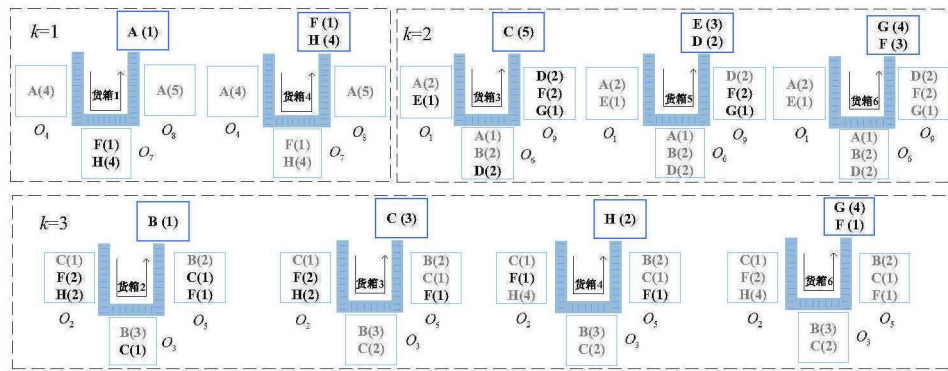 k=1
A (1)
A(4)
货箱1
A(5)
O4
O8
F(1)
H(4)
O7
F (1)
H (4)
A(4)
货箱4
A(5)
O4
O8
F(1)
H(4)
O7
k=2
C (5)
A(2)
E(1)
货箱3
D(2)
F(2)
G(1)
O1
O9
A(1)
B(2)
D(2)
O6
E (3)
D (2)
A(2)
E(1)
货箱5
D(2)
F(2)
G(1)
O1
O9
A(1)
B(2)
D(2)
O6
G (4)
F (3)
A(2)
E(1)
货箱6
D(2)
F(2)
G(1)
O1
O9
A(1)
B(2)
D(2)
O6
k=3
B (1)
C(1)
F(2)
H(2)
货箱2
B(2)
C(1)
F(1)
O2
O5
B(3)
C(1)
O3
C (3)
C(1)
F(2)
H(2)
货箱3
B(2)
C(1)
F(1)
O2
O5
B(3)
C(2)
O3
H (2)
C(1)
F(1)
H(4)
货箱4
B(2)
C(1)
F(1)
O2
O5
B(3)
C(2)
O3
G (4)
F (1)
C(1)
F(2)
H(4)
货箱6
B(2)
C(1)
F(1)
O2
O5
B(3)
C(2)
O3